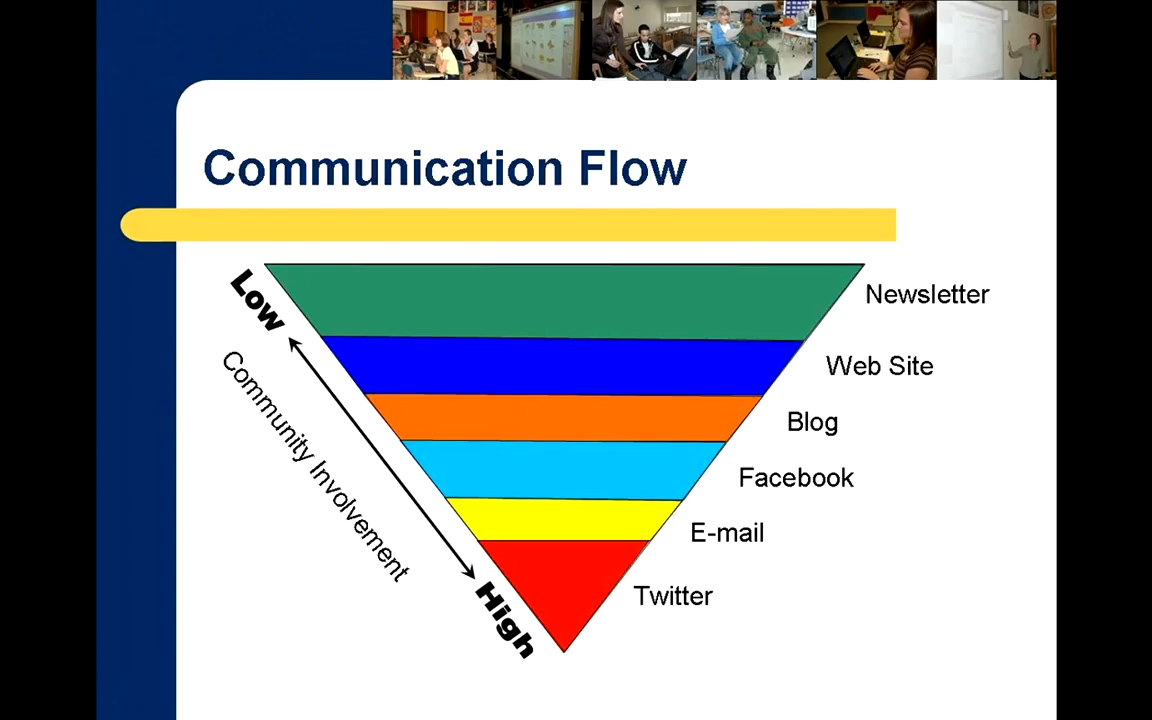 Communication Flow
Low
Newsletter
Web Site
Community Involvement
Blog
Facebook
E-mail
High
Twitter